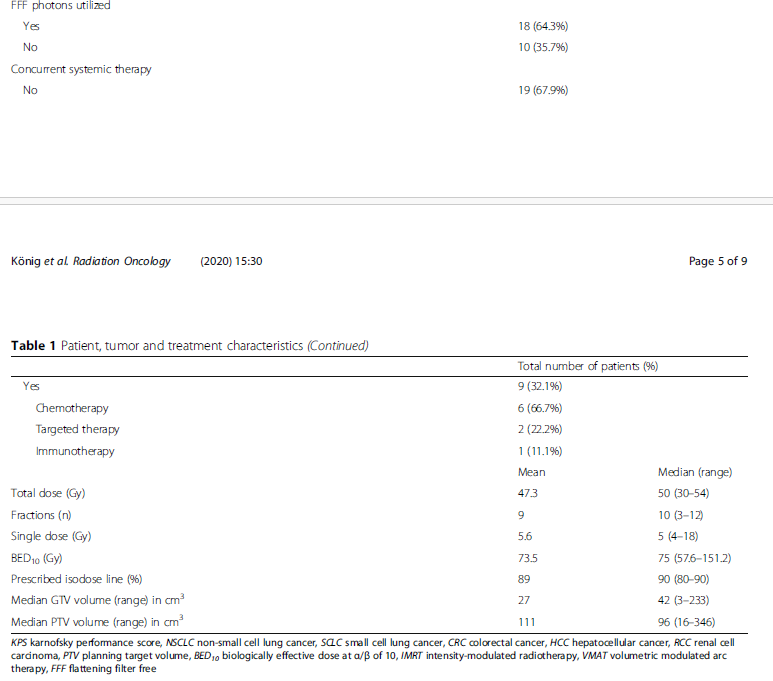 FFF photons utilized
Yes 18 (64.3%)
No 10 (35.7%)
Concurrent systemic therapy
No 19 (67.9%)
König et al. Radiation Oncology (2020) 15:30 Page 5 of 9
Table 1 Patient, tumor and treatment characteristics (Continued)
Total number of patients (%)
Yes 9 (32.1%)
Chemotherapy 6 (66.7%)
Targeted therapy 2 (22.2%)
Immunotherapy 1 (11.1%)
Mean Median (range)
Total dose (Gy) 47.3 50 (30–54)
Fractions (n) 9 10 (3–12)
Single dose (Gy) 5.6 5 (4–18)
BED10 (Gy) 73.5 75 (57.6–151.2)
Prescribed isodose line (%) 89 90 (80–90)
Median GTV volume (range) in cm3 27 42 (3–233)
Median PTV volume (range) in cm3 111 96 (16–346)
KPS karnofsky performance score, NSCLC non-small cell lung cancer, SCLC small cell lung cancer, CRC colorectal cancer, HCC hepatocellular cancer, RCC renal cell
carcinoma, PTV planning target volume, BED10 biologically effective dose at α/β of 10, IMRT intensity-modulated radiotherapy, VMAT volumetric modulated arc
therapy, FFF flattening filter free